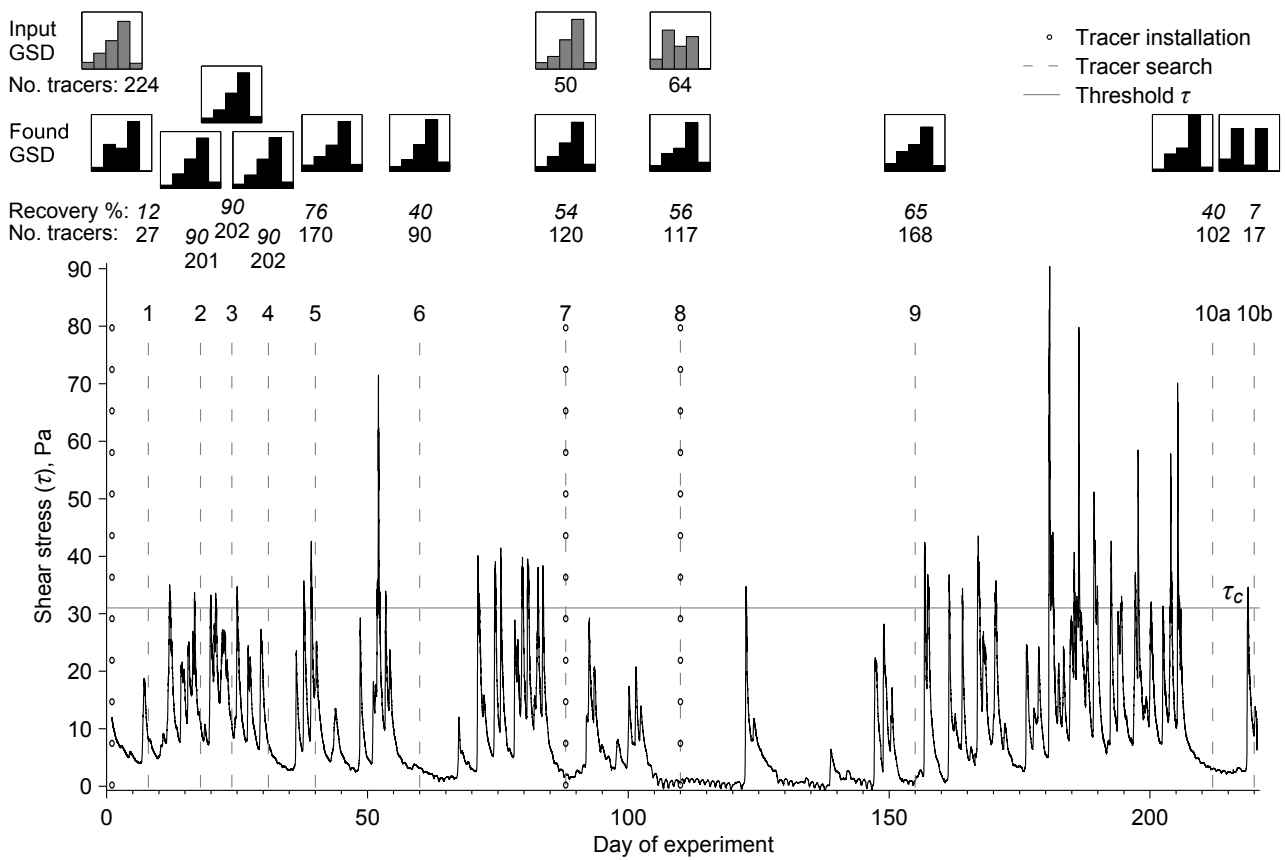 Input GSD
No. tracers: 224 50 64
Tracer installation
Tracer search
Threshold τ
Found GSD
Recovery %: 12 90 90 90 76 40 54 56 65 40 7
No. tracers: 27 201 202 202 170 90 120 117 168 102 17
1 2 3 4 5 6 7 8 9 10a 10b
Shear stress (τ), Pa
90
80
70
60
50
40
30
20
10
0
τc
0 50 100 150 200
Day of experiment